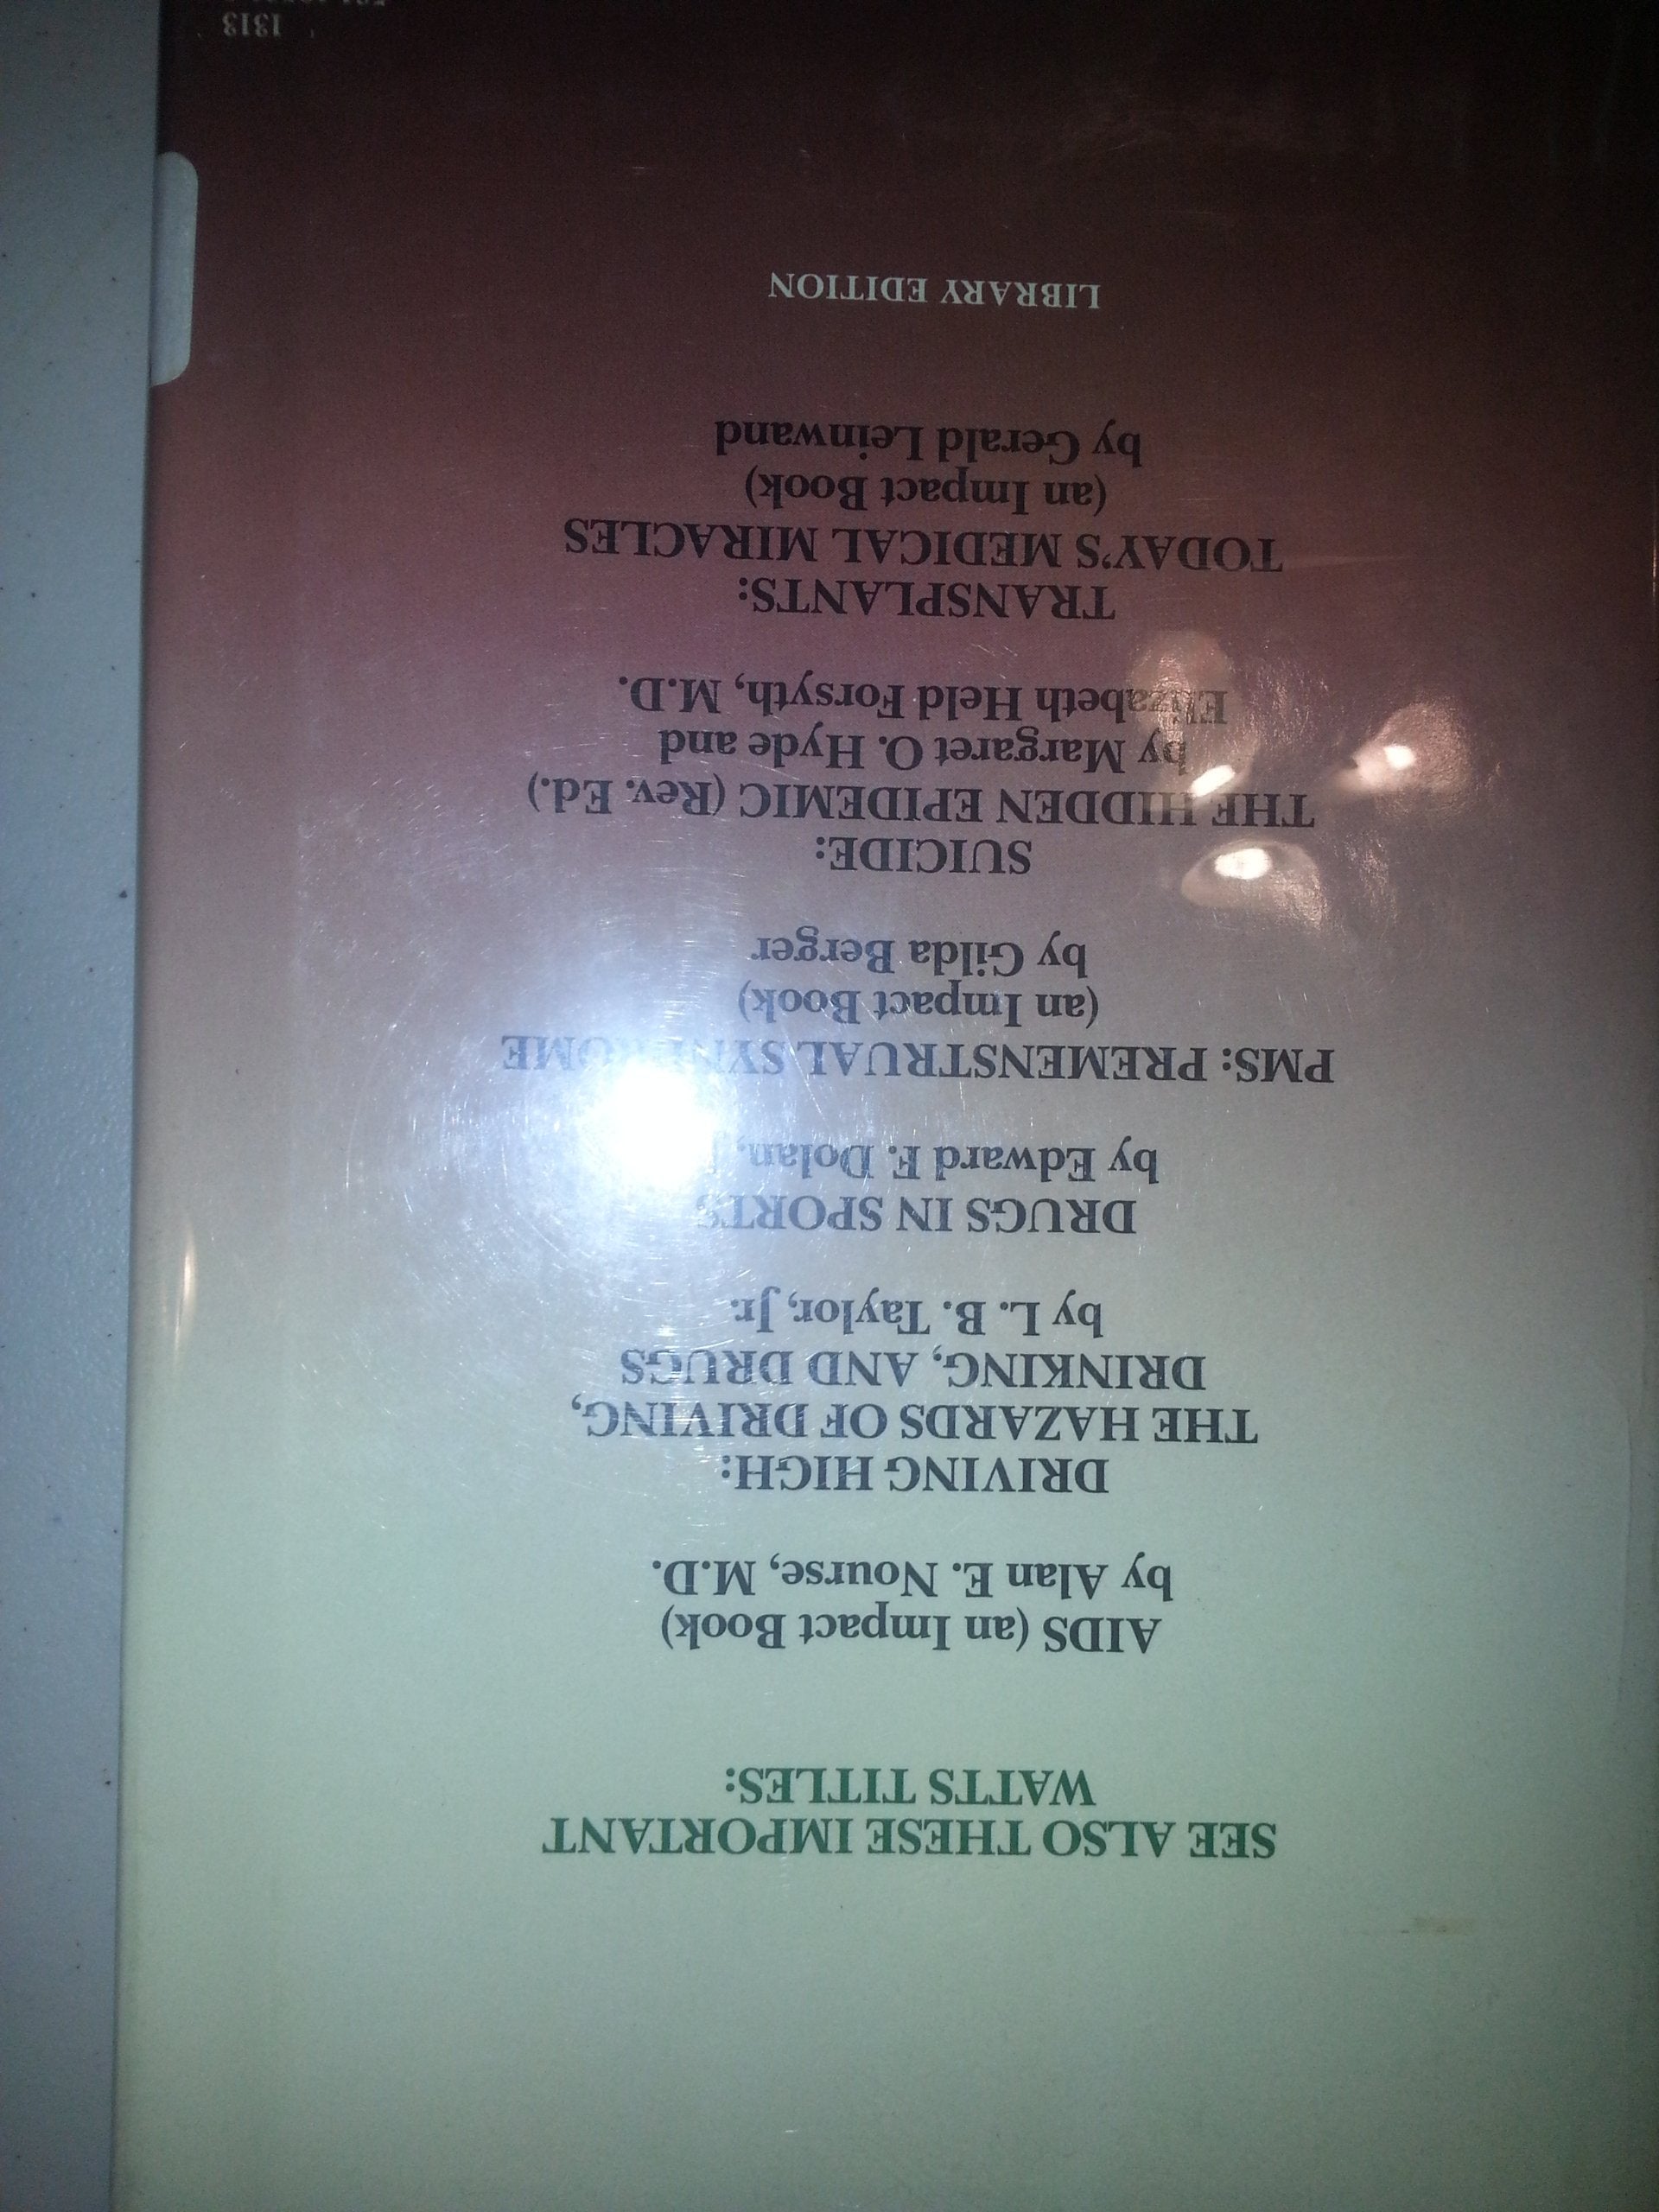 SEE ALSO THESE IMPORTANT
WATTS TITLES:
AIDS (an Impact Book)
by Alan E. Nourse, M.D.
DRIVING HIGH:
THE HAZARDS OF DRIVING,
DRINKING, AND DRUGS
by L. B. Taylor, Jr.
DRUGS IN SPORTS
by Edward F. Dolan,
PMS: PREMENSTRUAL SYNDROME
(an Impact Book)
by Gilda Berger
SUICIDE:
THE HIDDEN EPIDEMIC (Rev. Ed.)
by Margaret O. Hyde and
Elizabeth Held Forsyth, M.D.
TRANSPLANTS:
TODAY'S MEDICAL MIRACLES
(an Impact Book)
by Gerald Leinwand
LIBRARY EDITION
1313